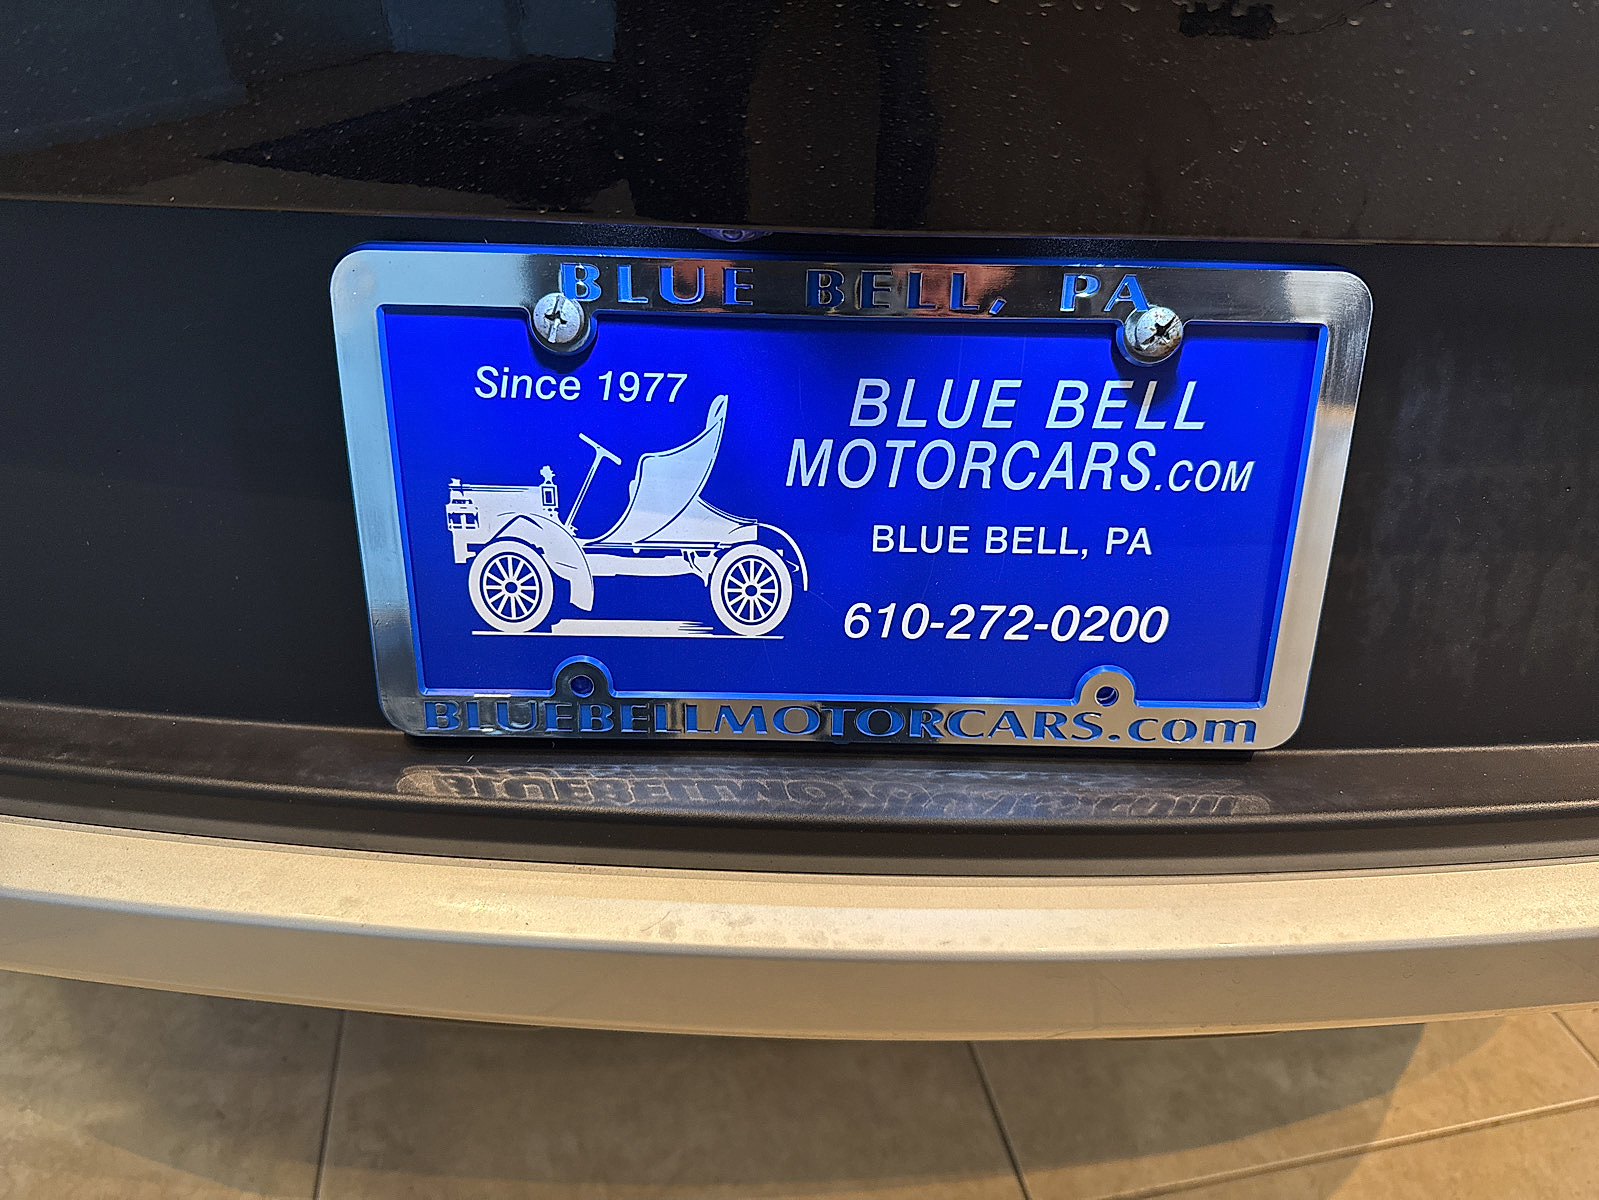 BLUE BELL, PA
Since 1977
BLUE BELL
MOTORCARS.COM
BLUE BELL, PA
610-272-0200
BLUEBELLMOTORCARS.com